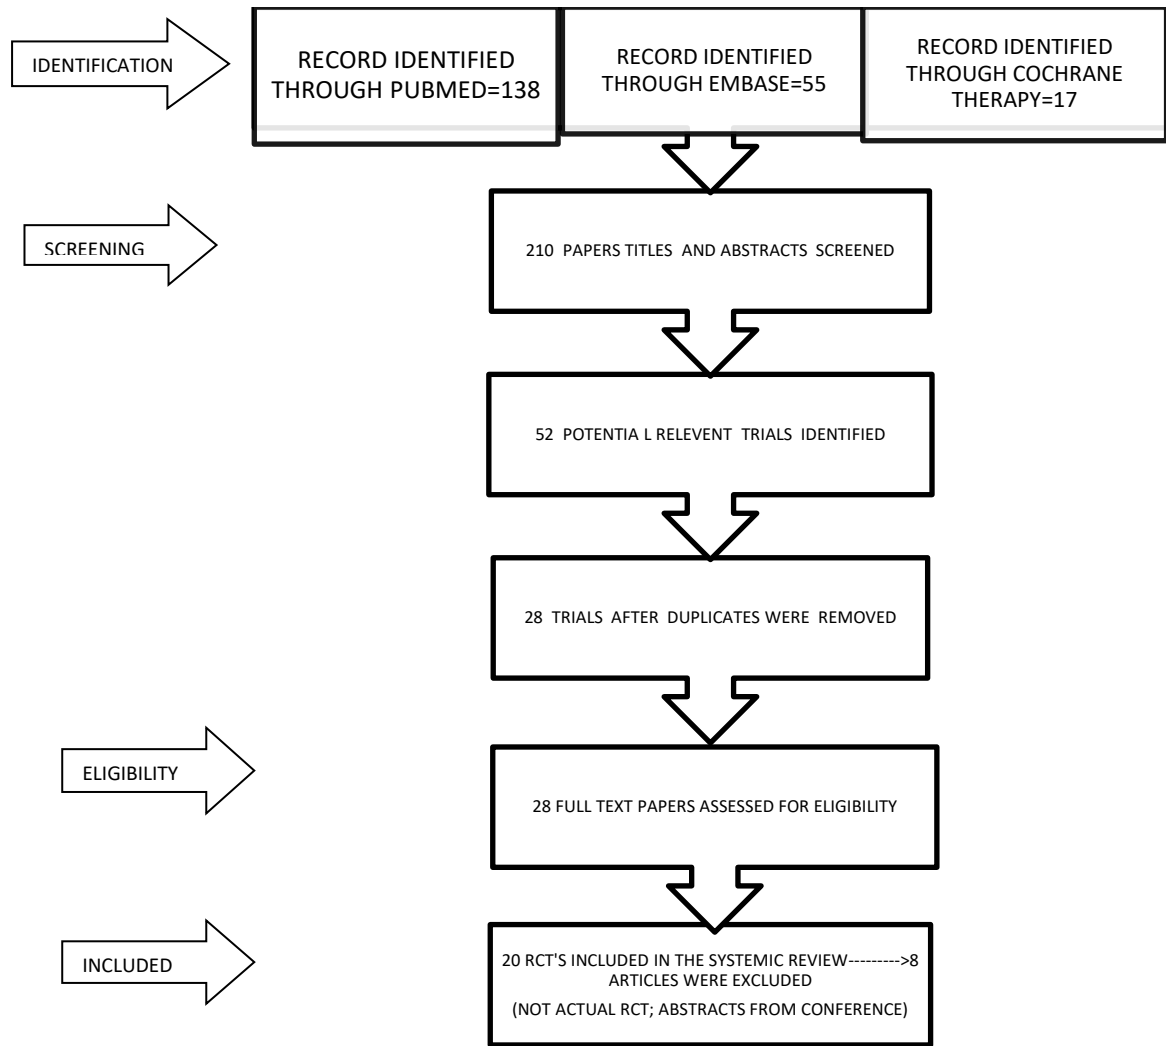 IDENTIFICATION
RECORD IDENTIFIED
THROUGH PUBMED=138
RECORD IDENTIFIED
THROUGH EMBASE=55
RECORD IDENTIFIED
THROUGH COCHRANE
THERAPY=17
SCREENING
210 PAPERS TITLES AND ABSTRACTS SCREENED
52 POTENTIA L RELEVENT TRIALS IDENTIFIED
28 TRIALS AFTER DUPLICATES WERE REMOVED
ELIGIBILITY
28 FULL TEXT PAPERS ASSESSED FOR ELIGIBILITY
INCLUDED
20 RCT'S INCLUDED IN THE SYSTEMIC REVIEW--------->8
ARTICLES WERE EXCLUDED
(NOT ACTUAL RCT; ABSTRACTS FROM CONFERENCE)